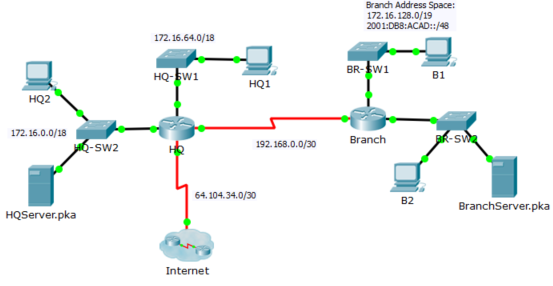 Branch Address Space:
172.16.128.0/19
2001:DB8:ACAD::/48
172.16.64.0/18
HQ-SW1
HQ1
BR-SW1
B1
HQ2
172.16.0.0/18
HQ-SW2
HQ
192.168.0.0/30
Branch
BR-SW2
HQServer.pka
64.104.34.0/30
B2
BranchServer.pka
Internet